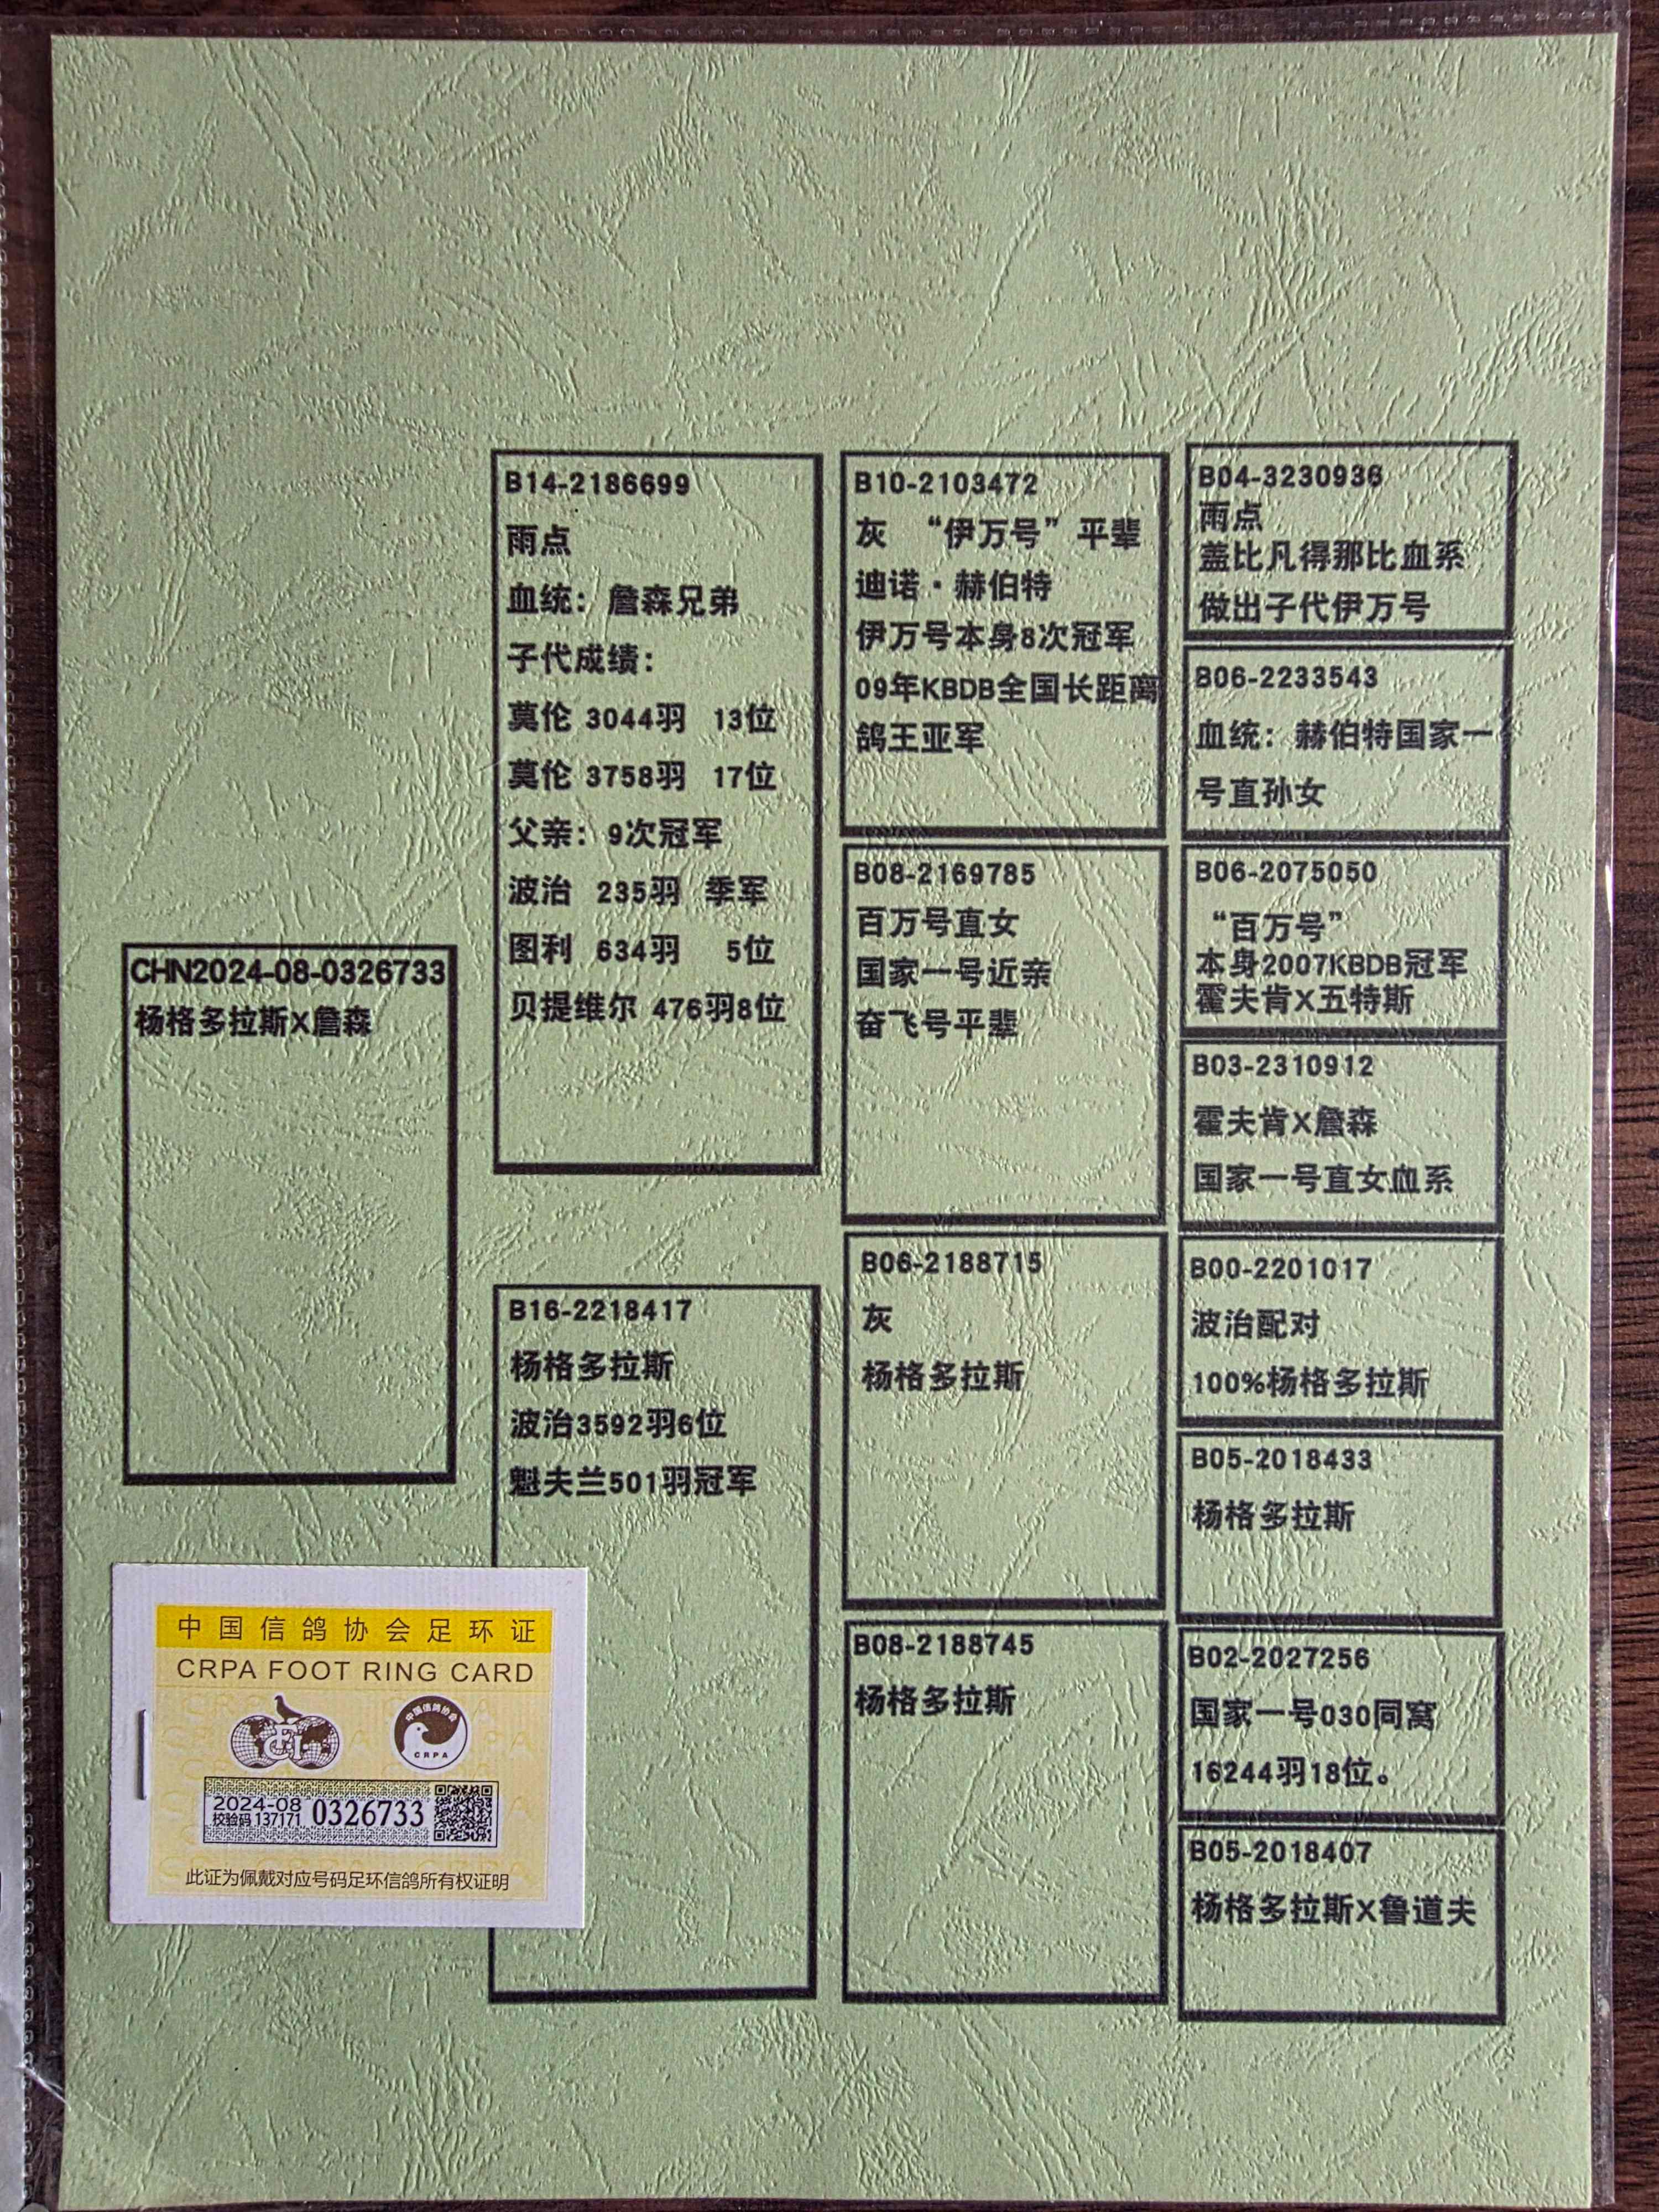 CHN2024-08-0326733
杨格多拉斯X詹森
B14-2186699
雨点
血统：詹森兄弟
子代成绩：
莫伦 3044羽 13位
莫伦 3758羽 17位
父亲：9次冠军
波治 235羽 季军
图利 634羽 5位
贝提维尔 476羽8位
B16-2218417
杨格多拉斯
波治3592羽6位
魁夫兰501羽冠军
B10-2103472
灰 “伊万号”平辈
迪诺·赫伯特
伊万号本身8次冠军
09年KBDB全国长距离
鸽王亚军
B08-2169785
百万号直女
国家一号近亲
奋飞号平辈
B06-2188715
灰
杨格多拉斯
B08-2188745
杨格多拉斯
B04-3230936
雨点
盖比凡得那比血系
做出子代伊万号
B06-2233543
血统：赫伯特国家一
号直孙女
B06-2075050
“百万号”
本身2007KBDB冠军
霍夫肯X五特斯
B03-2310912
霍夫肯X詹森
国家一号直女血系
B00-2201017
波治配对
100%杨格多拉斯
B05-2018433
杨格多拉斯
B02-2027256
国家一号030同窝
16244羽18位。
B05-2018407
杨格多拉斯X鲁道夫
中国信鸽协会足环证
CRPA FOOT RING CARD
FCI
中国信鸽协会
CRPA
2024-08
校验码 137171
0326733
此证为佩戴对应号码足环信鸽所有权证明